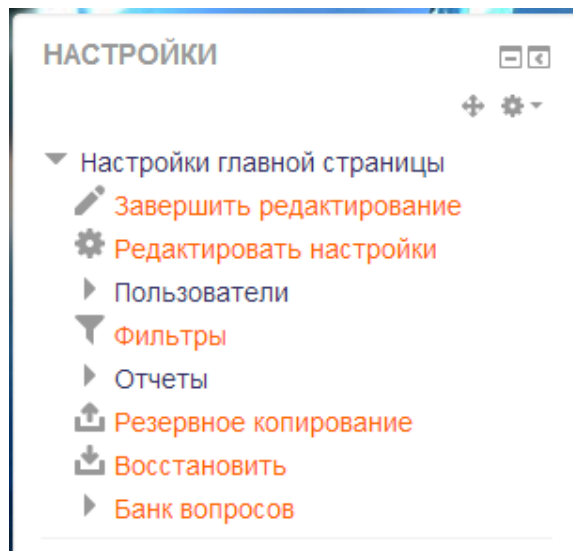 НАСТРОЙКИ
Настройки главной страницы
Завершить редактирование
Редактировать настройки
Пользователи
Фильтры
Отчеты
Резервное копирование
Восстановить
Банк вопросов